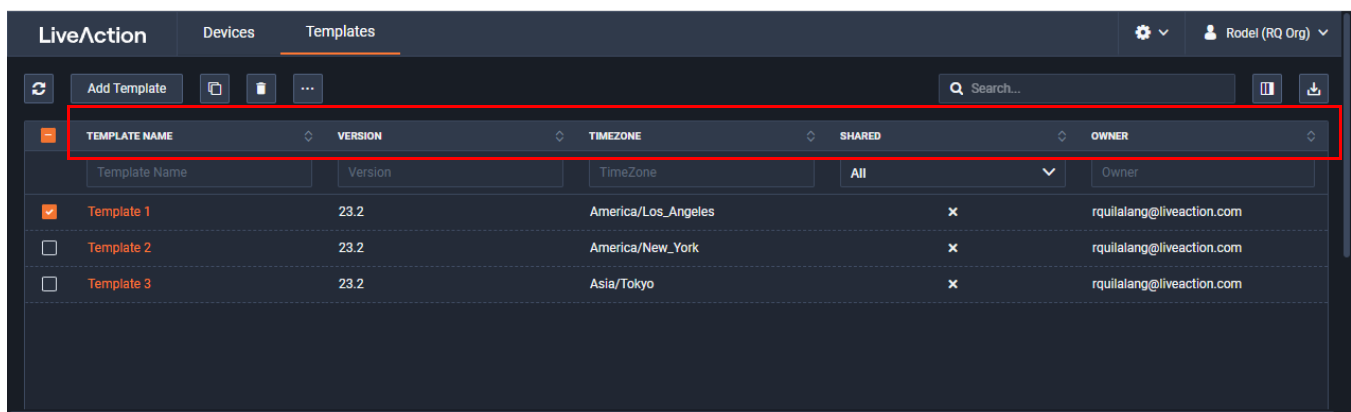 LiveAction Devices Templates Rodel (RQ Org)
Add Template ... Search...
TEMPLATE NAME VERSION TIMEZONE SHARED OWNER
Template Name Version TimeZone All Owner
Template 1 23.2 America/Los_Angeles rquilalang@liveaction.com
Template 2 23.2 America/New_York rquilalang@liveaction.com
Template 3 23.2 Asia/Tokyo rquilalang@liveaction.com